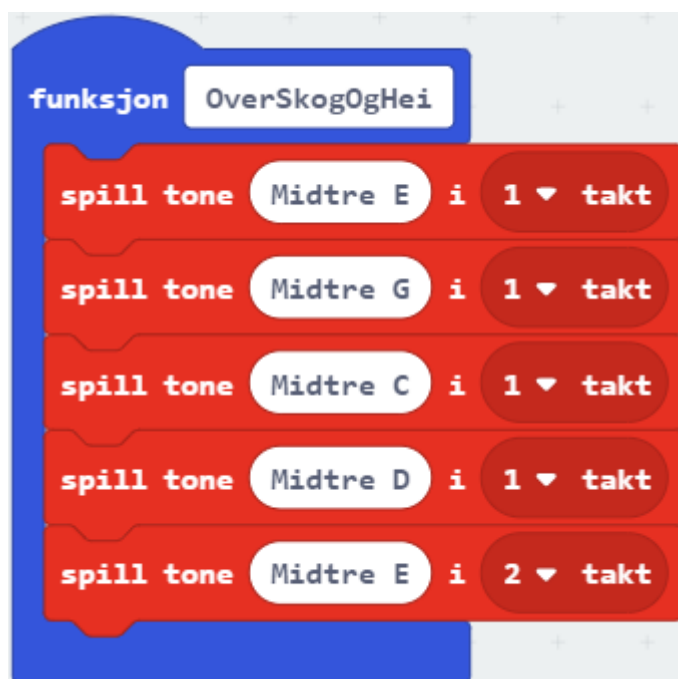 funksjon OverSkogOgHei
spill tone Midtre E i 1 takt
spill tone Midtre G i 1 takt
spill tone Midtre C i 1 takt
spill tone Midtre D i 1 takt
spill tone Midtre E i 2 takt